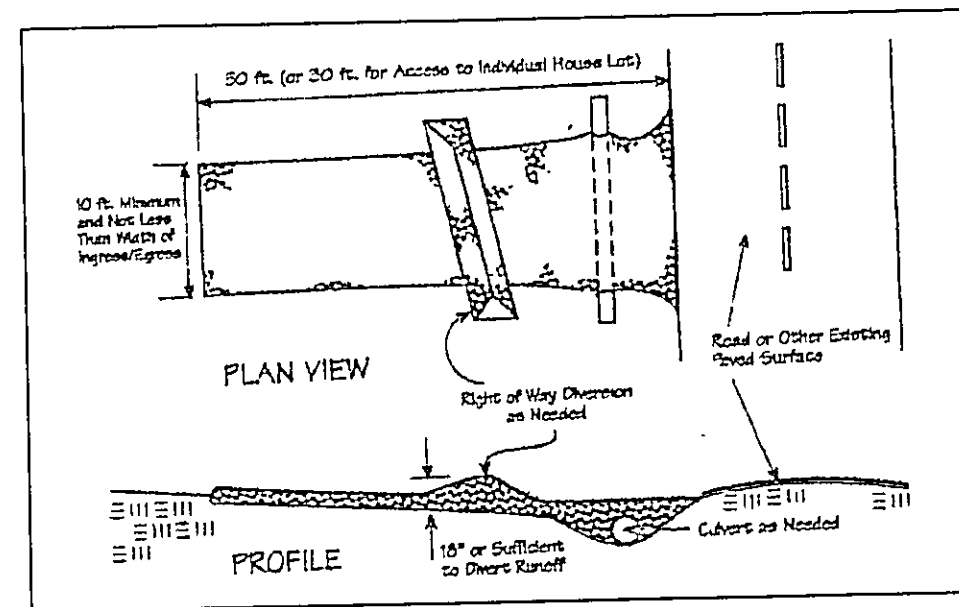 50 ft. (or 30 ft. for Access to Individual House Lot)
10 ft. Minimum
and Not Less
Than Width of
Ingress/Egress
Road or Other Existing
Paved Surface
PLAN VIEW
Right of Way Diversion
as Needed
Culvert as Needed
18" or Sufficient
to Divert Runoff
PROFILE